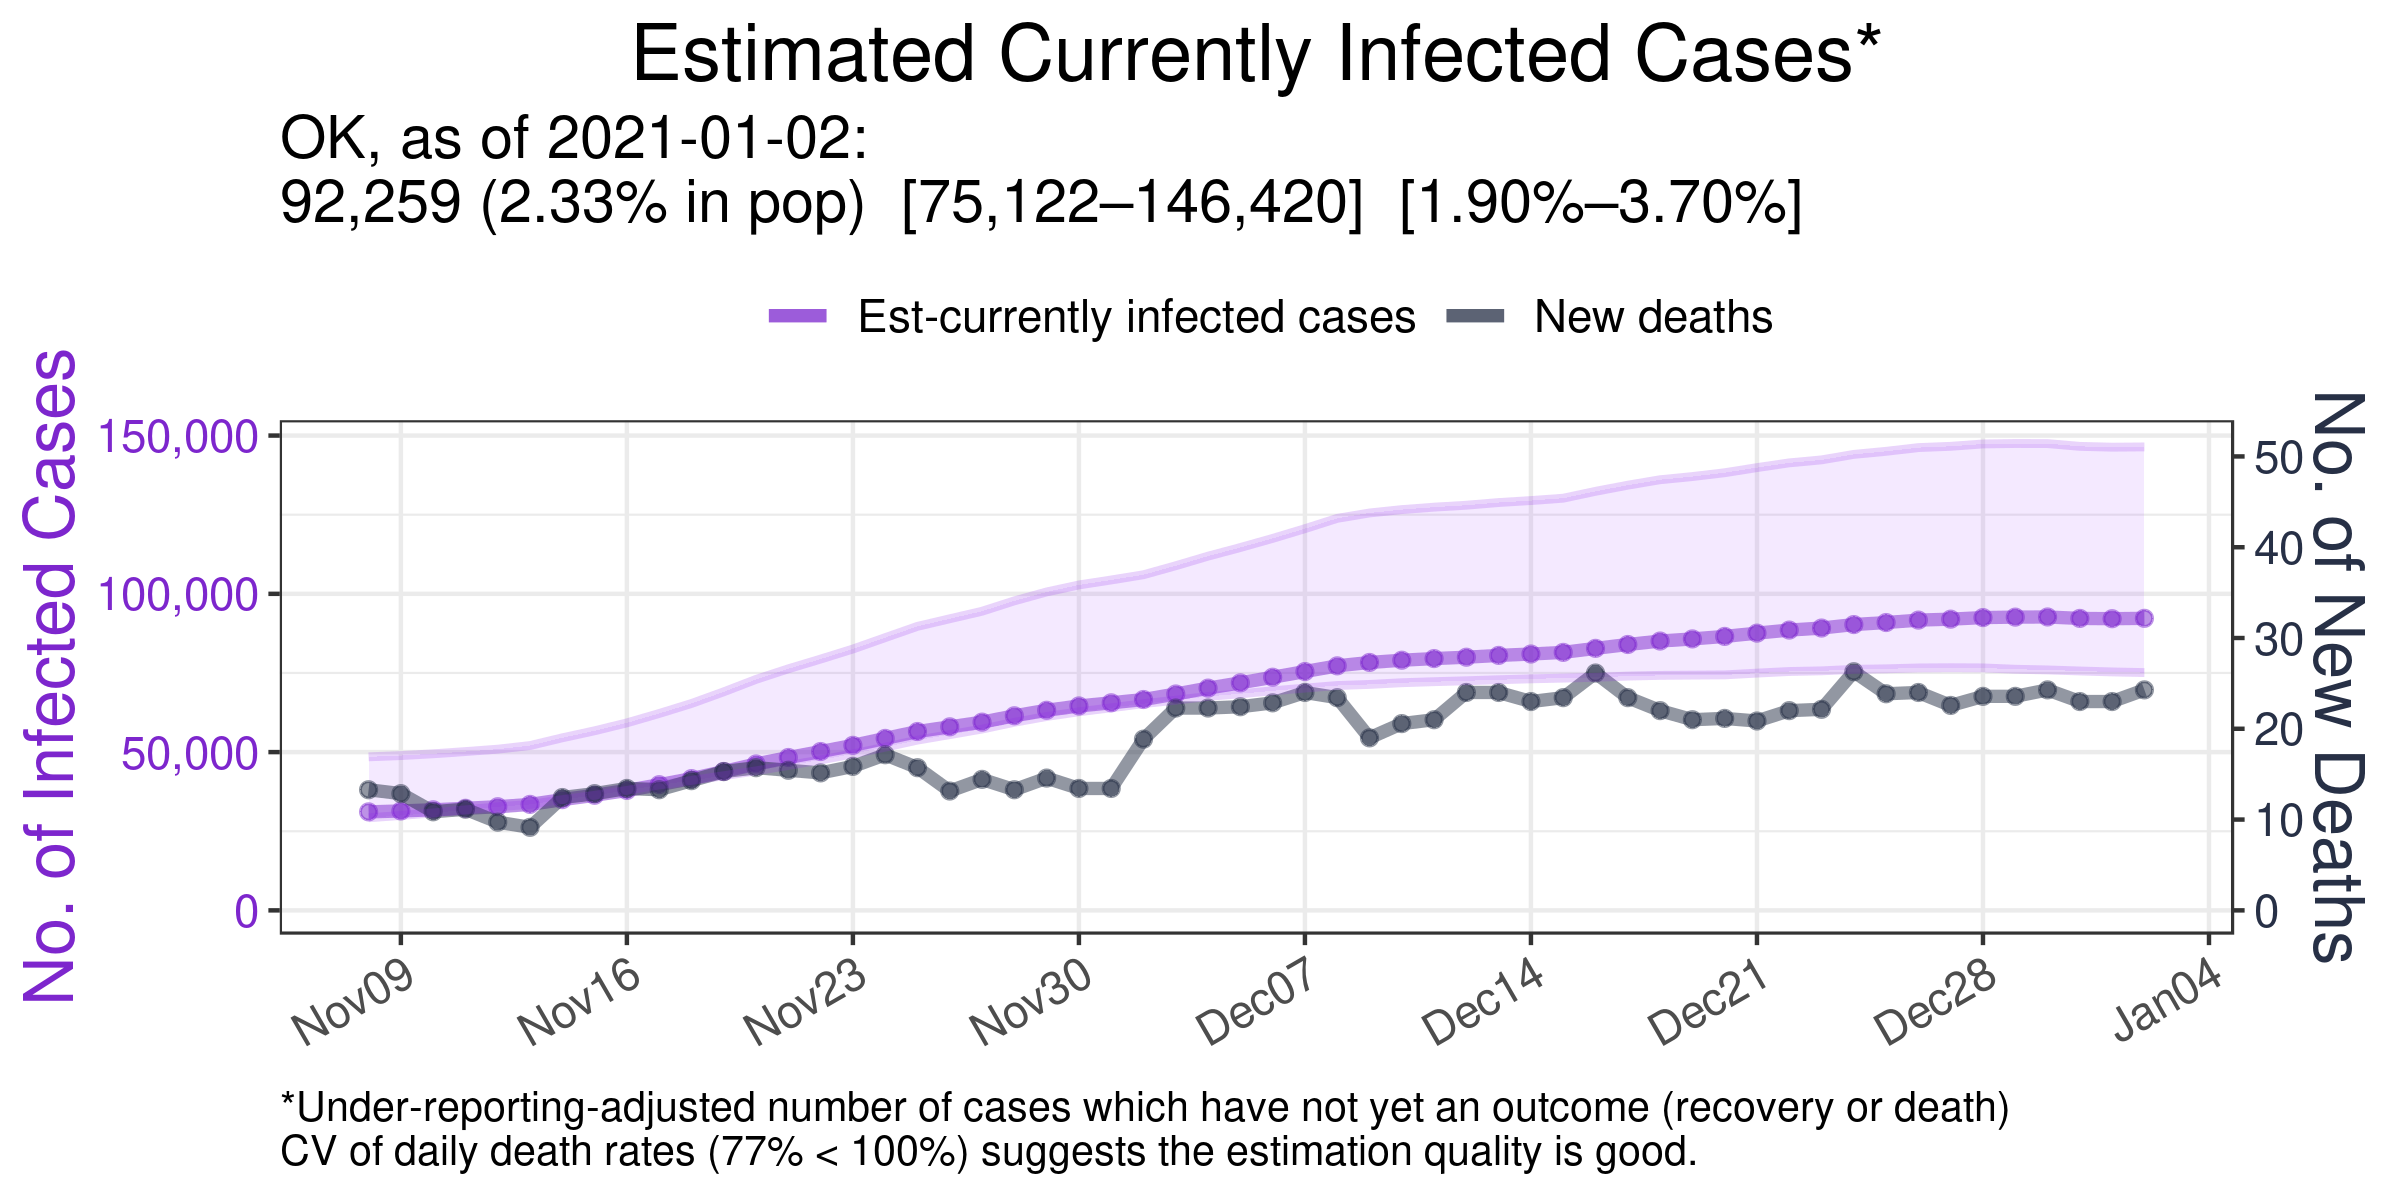 Estimated Currently Infected Cases*
OK, as of 2021-01-02:
92,259 (2.33% in pop)  [75,122–146,420]  [1.90%–3.70%]
Est-currently infected cases
New deaths
No. of Infected Cases
150,000
100,000
50,000
0
No. of New Deaths
50
40
30
20
10
0
Nov09
Nov16
Nov23
Nov30
Dec07
Dec14
Dec21
Dec28
Jan04
*Under-reporting-adjusted number of cases which have not yet an outcome (recovery or death)
CV of daily death rates (77% < 100%) suggests the estimation quality is good.